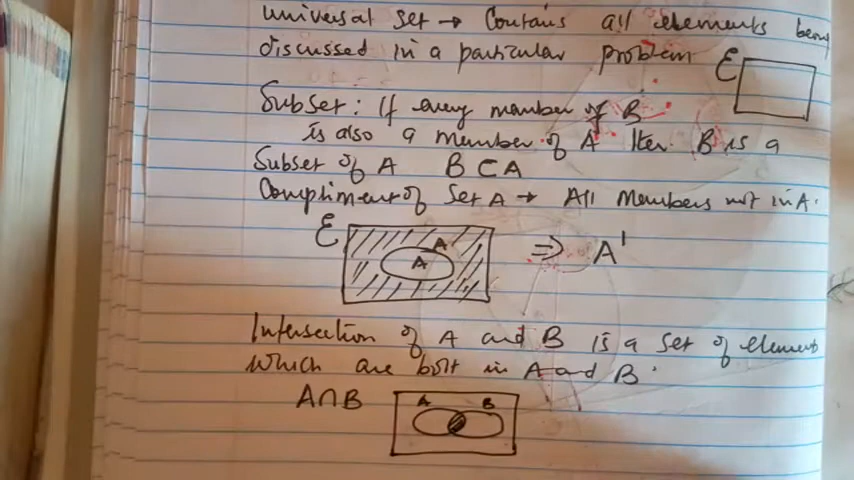 Universal Set → Contains all elements being
discussed in a particular problem ℰ
Subset: If every member of B
is also a member of A then B is a
Subset of A B ⊂ A
Compliment of Set A → All Members not in A.
ℰ A A ⇒ A'
Intersection of A and B is a set of element
which are both in A and B.
A∩B A B